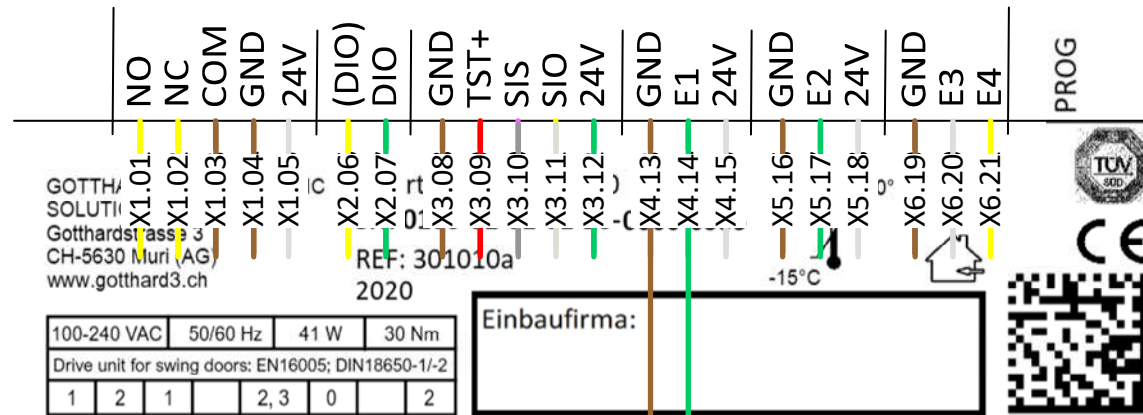 NO NC COM GND 24V (DIO) DIO GND TST+ SIS SIO 24V GND E1 24V GND E2 24V GND E3 E4 PROG
X1.01 X1.02 X1.03 X1.04 X1.05 X2.06 X2.07 X3.08 X3.09 X3.10 X3.11 X3.12 X4.13 X4.14 X4.15 X5.16 X5.17 X5.18 X6.19 X6.20 X6.21
TÜV
SÜD
Gotthardstrasse 3
CH-5630 Muri (AG)
www.gotthard3.ch
REF: 301010a
2020
-15°C
CE
Einbaufirma:
100-240 VAC 50/60 Hz 41 W 30 Nm
Drive unit for swing doors: EN16005; DIN18650-1/-2
1 2 1 2, 3 0 2